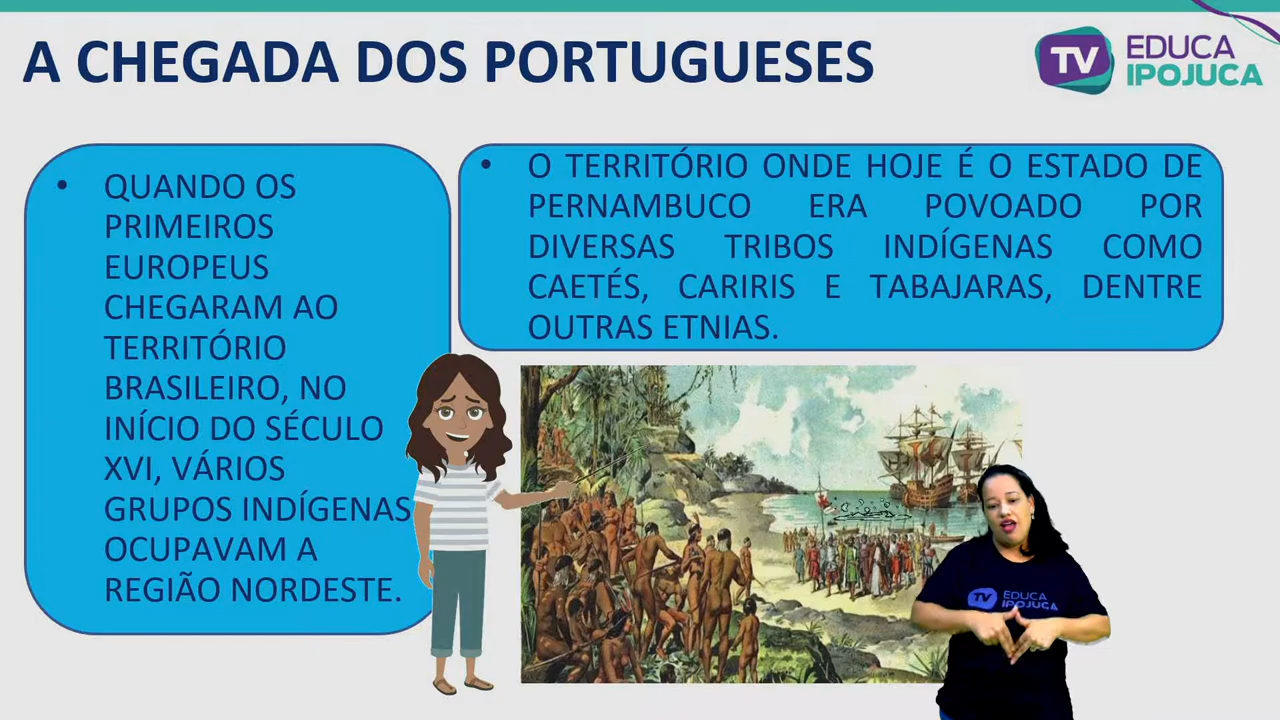 A CHEGADA DOS PORTUGUESES
TV EDUCA
IPOJUCA
• QUANDO OS
PRIMEIROS
EUROPEUS
CHEGARAM AO
TERRITÓRIO
BRASILEIRO, NO
INÍCIO DO SÉCULO
XVI, VÁRIOS
GRUPOS INDÍGENAS
OCUPAVAM A
REGIÃO NORDESTE.
• O TERRITÓRIO ONDE HOJE É O ESTADO DE
PERNAMBUCO ERA POVOADO POR
DIVERSAS TRIBOS INDÍGENAS COMO
CAETÉS, CARIRIS E TABAJARAS, DENTRE
OUTRAS ETNIAS.
TV EDUCA
IPOJUCA